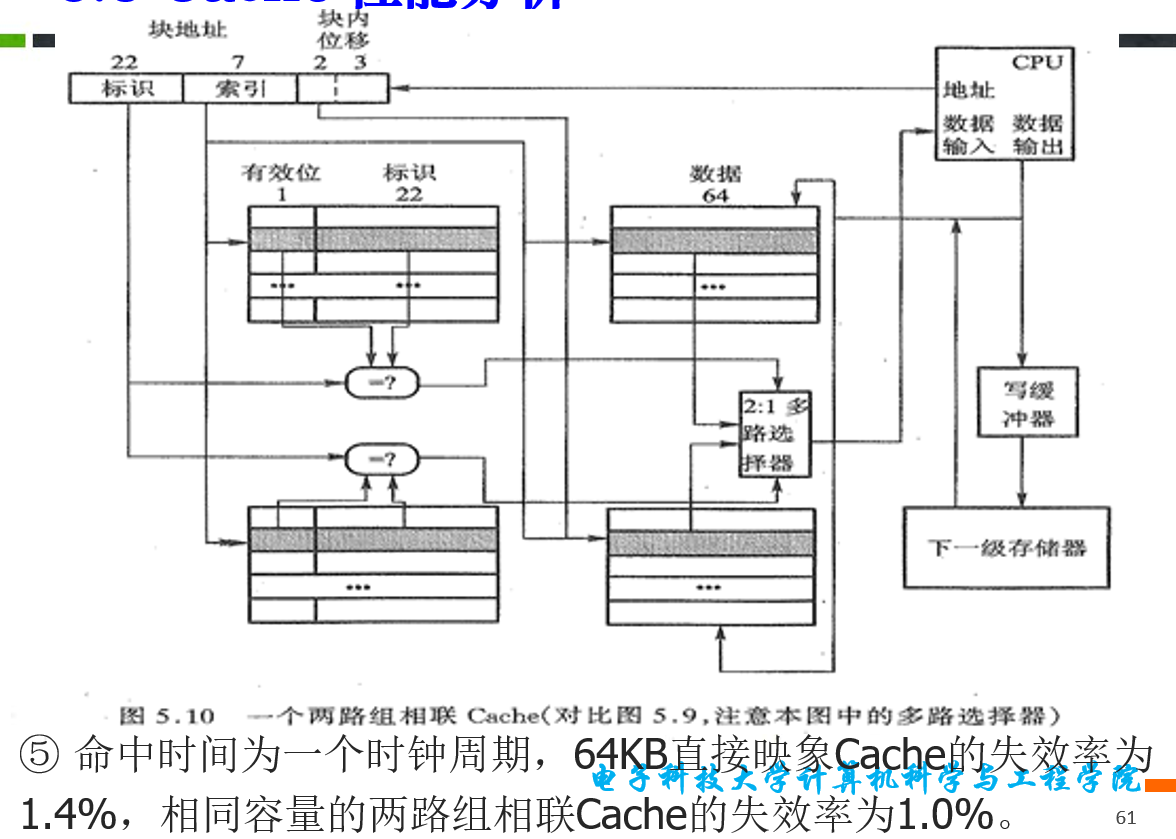 块地址
块内
位移
22 7 2 3
标识 索引
CPU
地址
数据 数据
输入 输出
有效位 标识 数据
1 22 64
••• ••• •••
=?
2:1 多
路选
择器
写缓
冲器
=?
下一级存储器
••• •••
图 5.10 一个两路组相联 Cache(对比图 5.9,注意本图中的多路选择器)
⑤ 命中时间为一个时钟周期，64KB直接映象Cache的失效率为
电子科技大学计算机科学与工程学院
1.4%，相同容量的两路组相联Cache的失效率为1.0%。
61